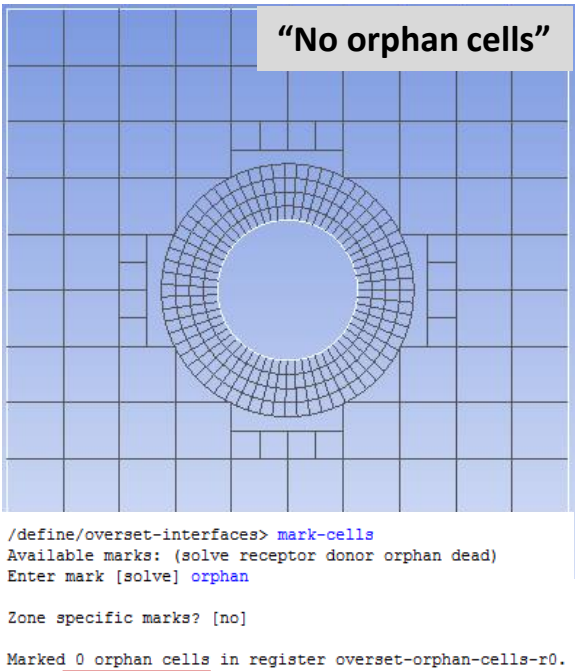 “No orphan cells”
/define/overset-interfaces> mark-cells
Available marks: (solve receptor donor orphan dead)
Enter mark [solve] orphan
Zone specific marks? [no]
Marked 0 orphan cells in register overset-orphan-cells-r0.